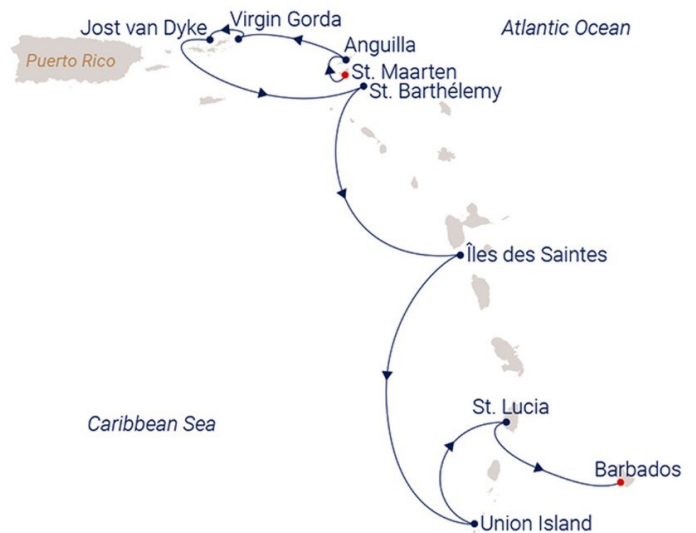 Jost van Dyke
Virgin Gorda
Atlantic Ocean
Puerto Rico
Anguilla
St. Maarten
St. Barthélemy
Îles des Saintes
Caribbean Sea
St. Lucia
Barbados
Union Island